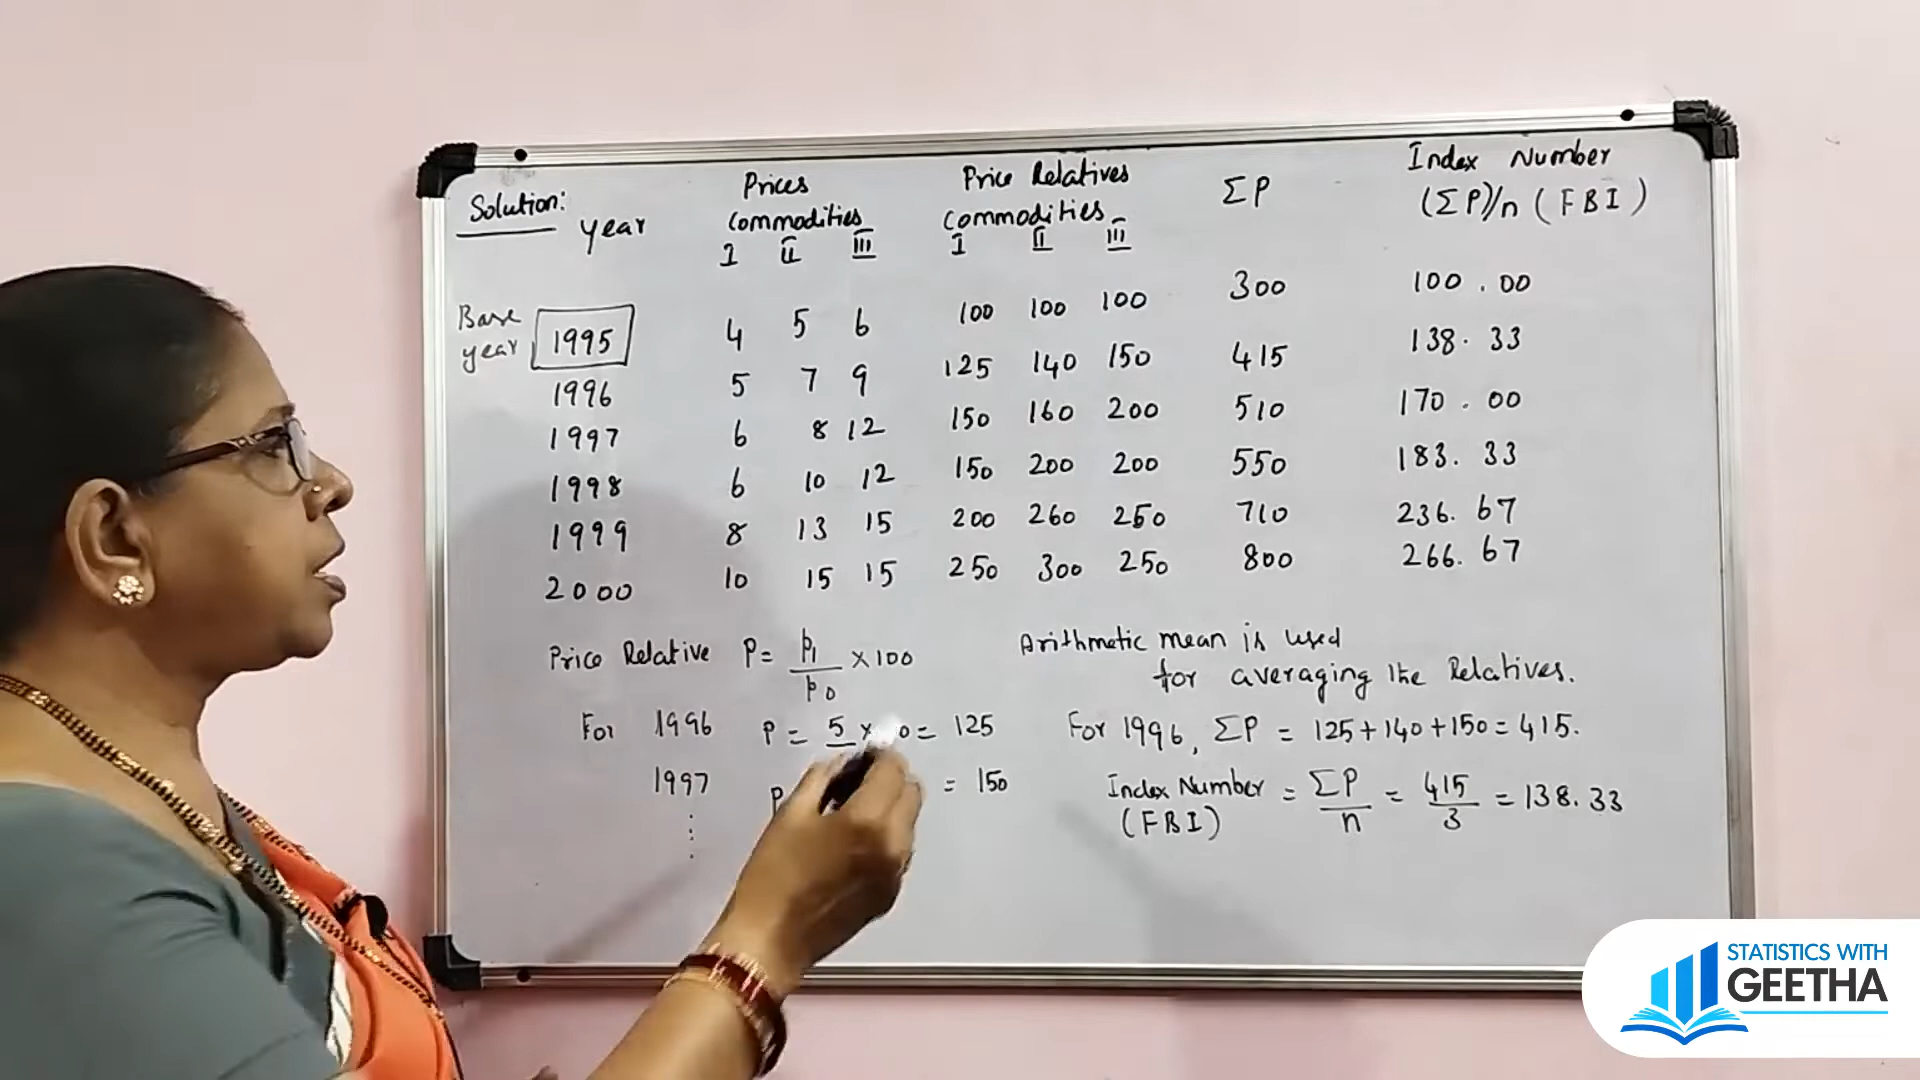 Solution: year Prices Price Relatives ΣP Index Number
commodities commodities (ΣP)/n (FBI)
I II III I II III
Base year 1995 4 5 6 100 100 100 300 100.00
1996 5 7 9 125 140 150 415 138.33
1997 6 8 12 150 160 200 510 170.00
1998 6 10 12 150 200 200 550 183.33
1999 8 13 15 200 260 250 710 236.67
2000 10 15 15 250 300 250 800 266.67
Price Relative P = p1/p0 × 100
For 1996 P = 5 × 0 = 125
1997 P = 150
Arithmetic mean is used
for averaging the Relatives.
For 1996, ΣP = 125+140+150 = 415.
Index Number = ΣP/n = 415/3 = 138.33
(FBI)
STATISTICS WITH
GEETHA